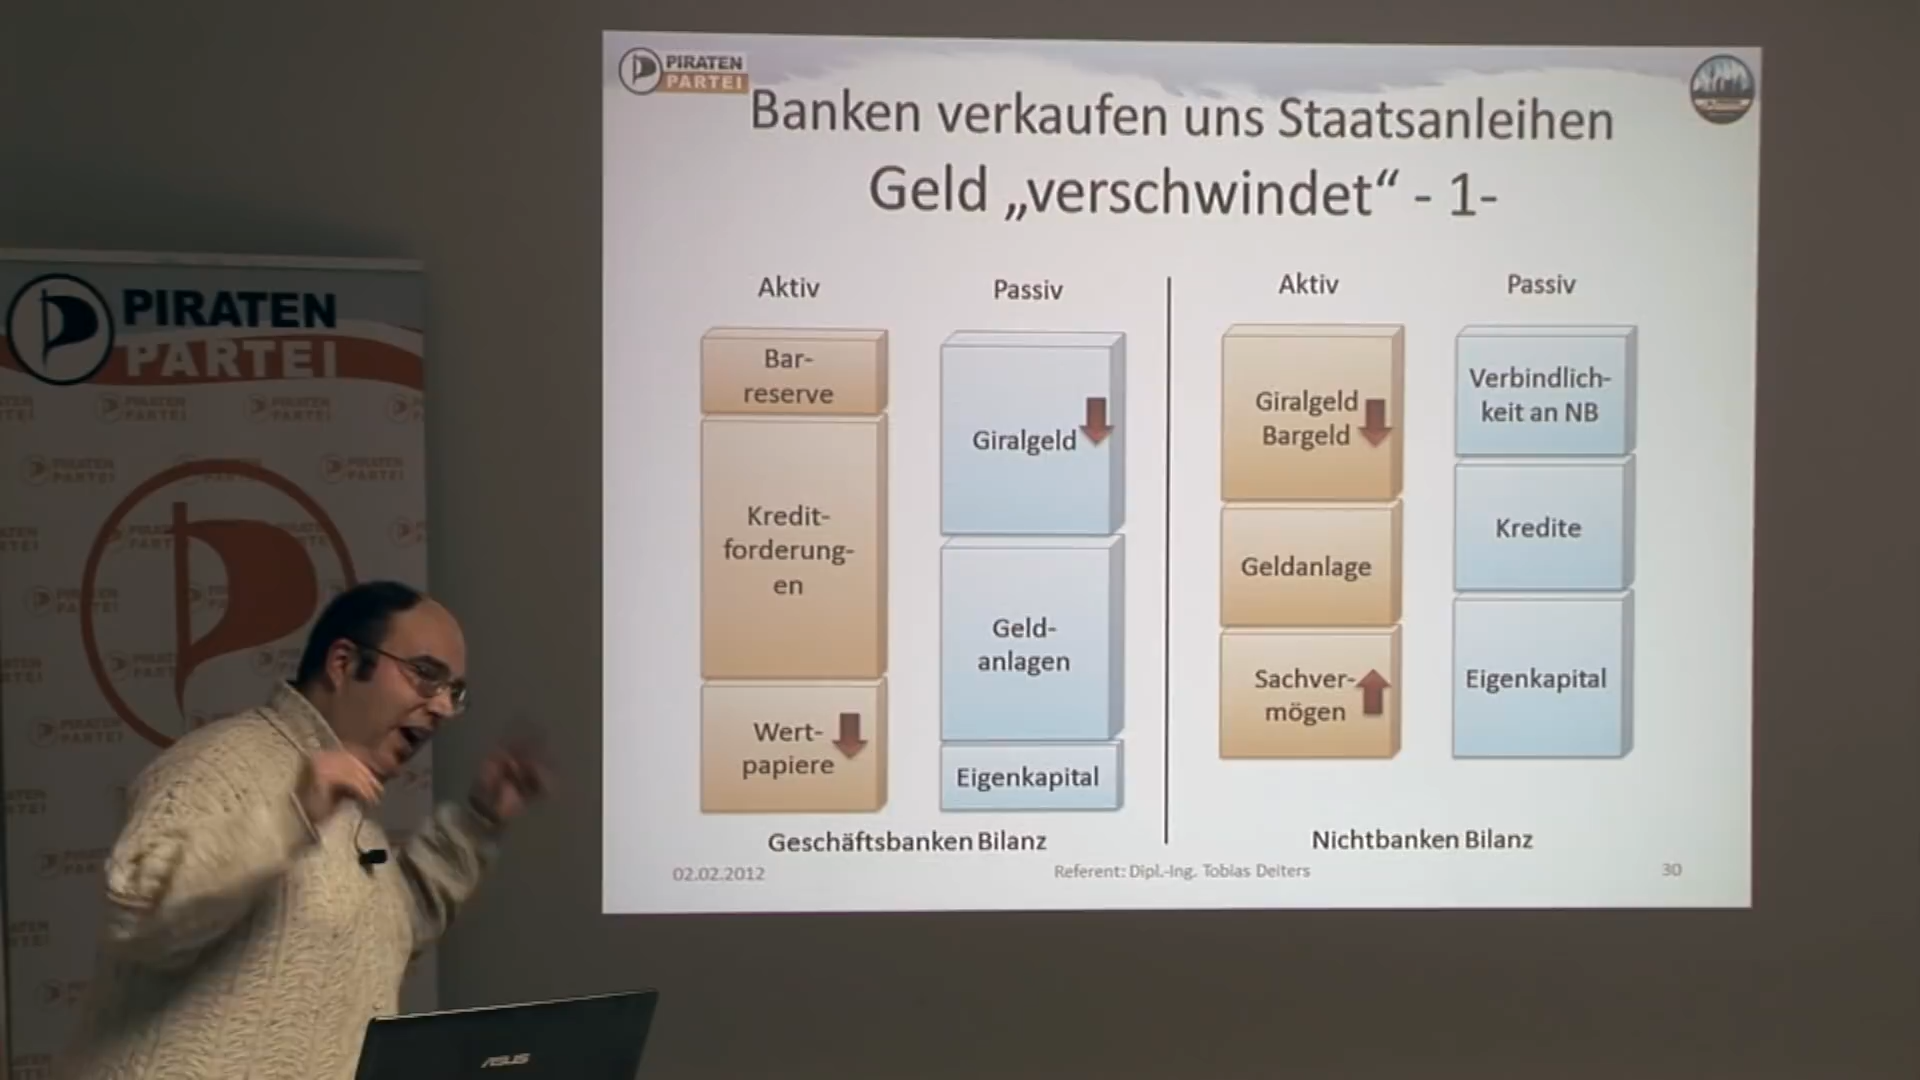 PIRATEN
PARTEI
Banken verkaufen uns Staatsanleihen
Geld „verschwindet“ - 1-
Aktiv
Passiv
Aktiv
Passiv
Bar-
reserve
Kredit-
forderung-
en
Wert-
papiere
Giralgeld
Geld-
anlagen
Eigenkapital
Giralgeld
Bargeld
Geldanlage
Sachver-
mögen
Verbindlich-
keit an NB
Kredite
Eigenkapital
Geschäftsbanken Bilanz
Nichtbanken Bilanz
02.02.2012
Referent: Dipl.-Ing. Tobias Deiters
30
PIRATEN
PARTEI
ASUS